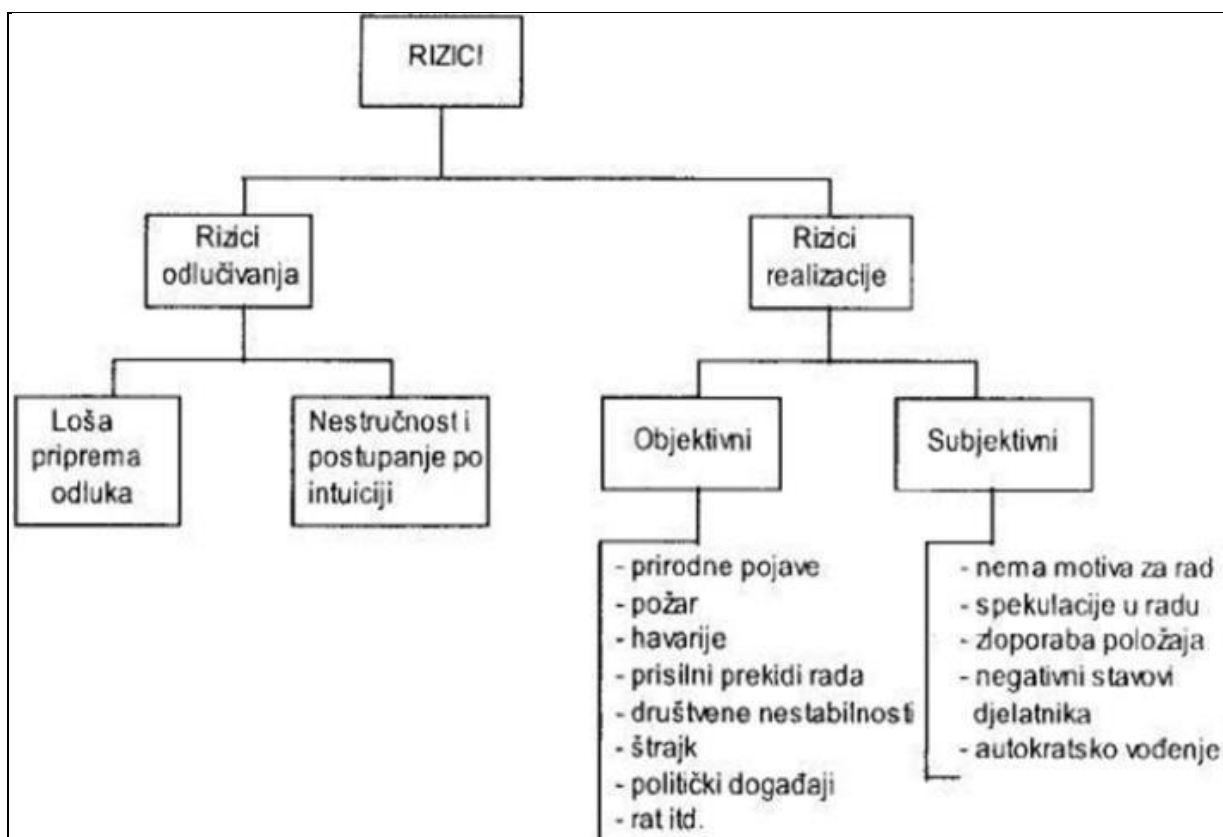 RIZICI
Rizici
odlučivanja
Rizici
realizacije
Loša
priprema
odluka
Nestručnost i
postupanje po
intuiciji
Objektivni
Subjektivni
- prirodne pojave
- požar
- havarije
- prisilni prekidi rada
- društvene nestabilnosti
- štrajk
- politički događaji
- rat itd.
- nema motiva za rad
- spekulacije u radu
- zloporaba položaja
- negativni stavovi
djelatnika
- autokratsko vođenje